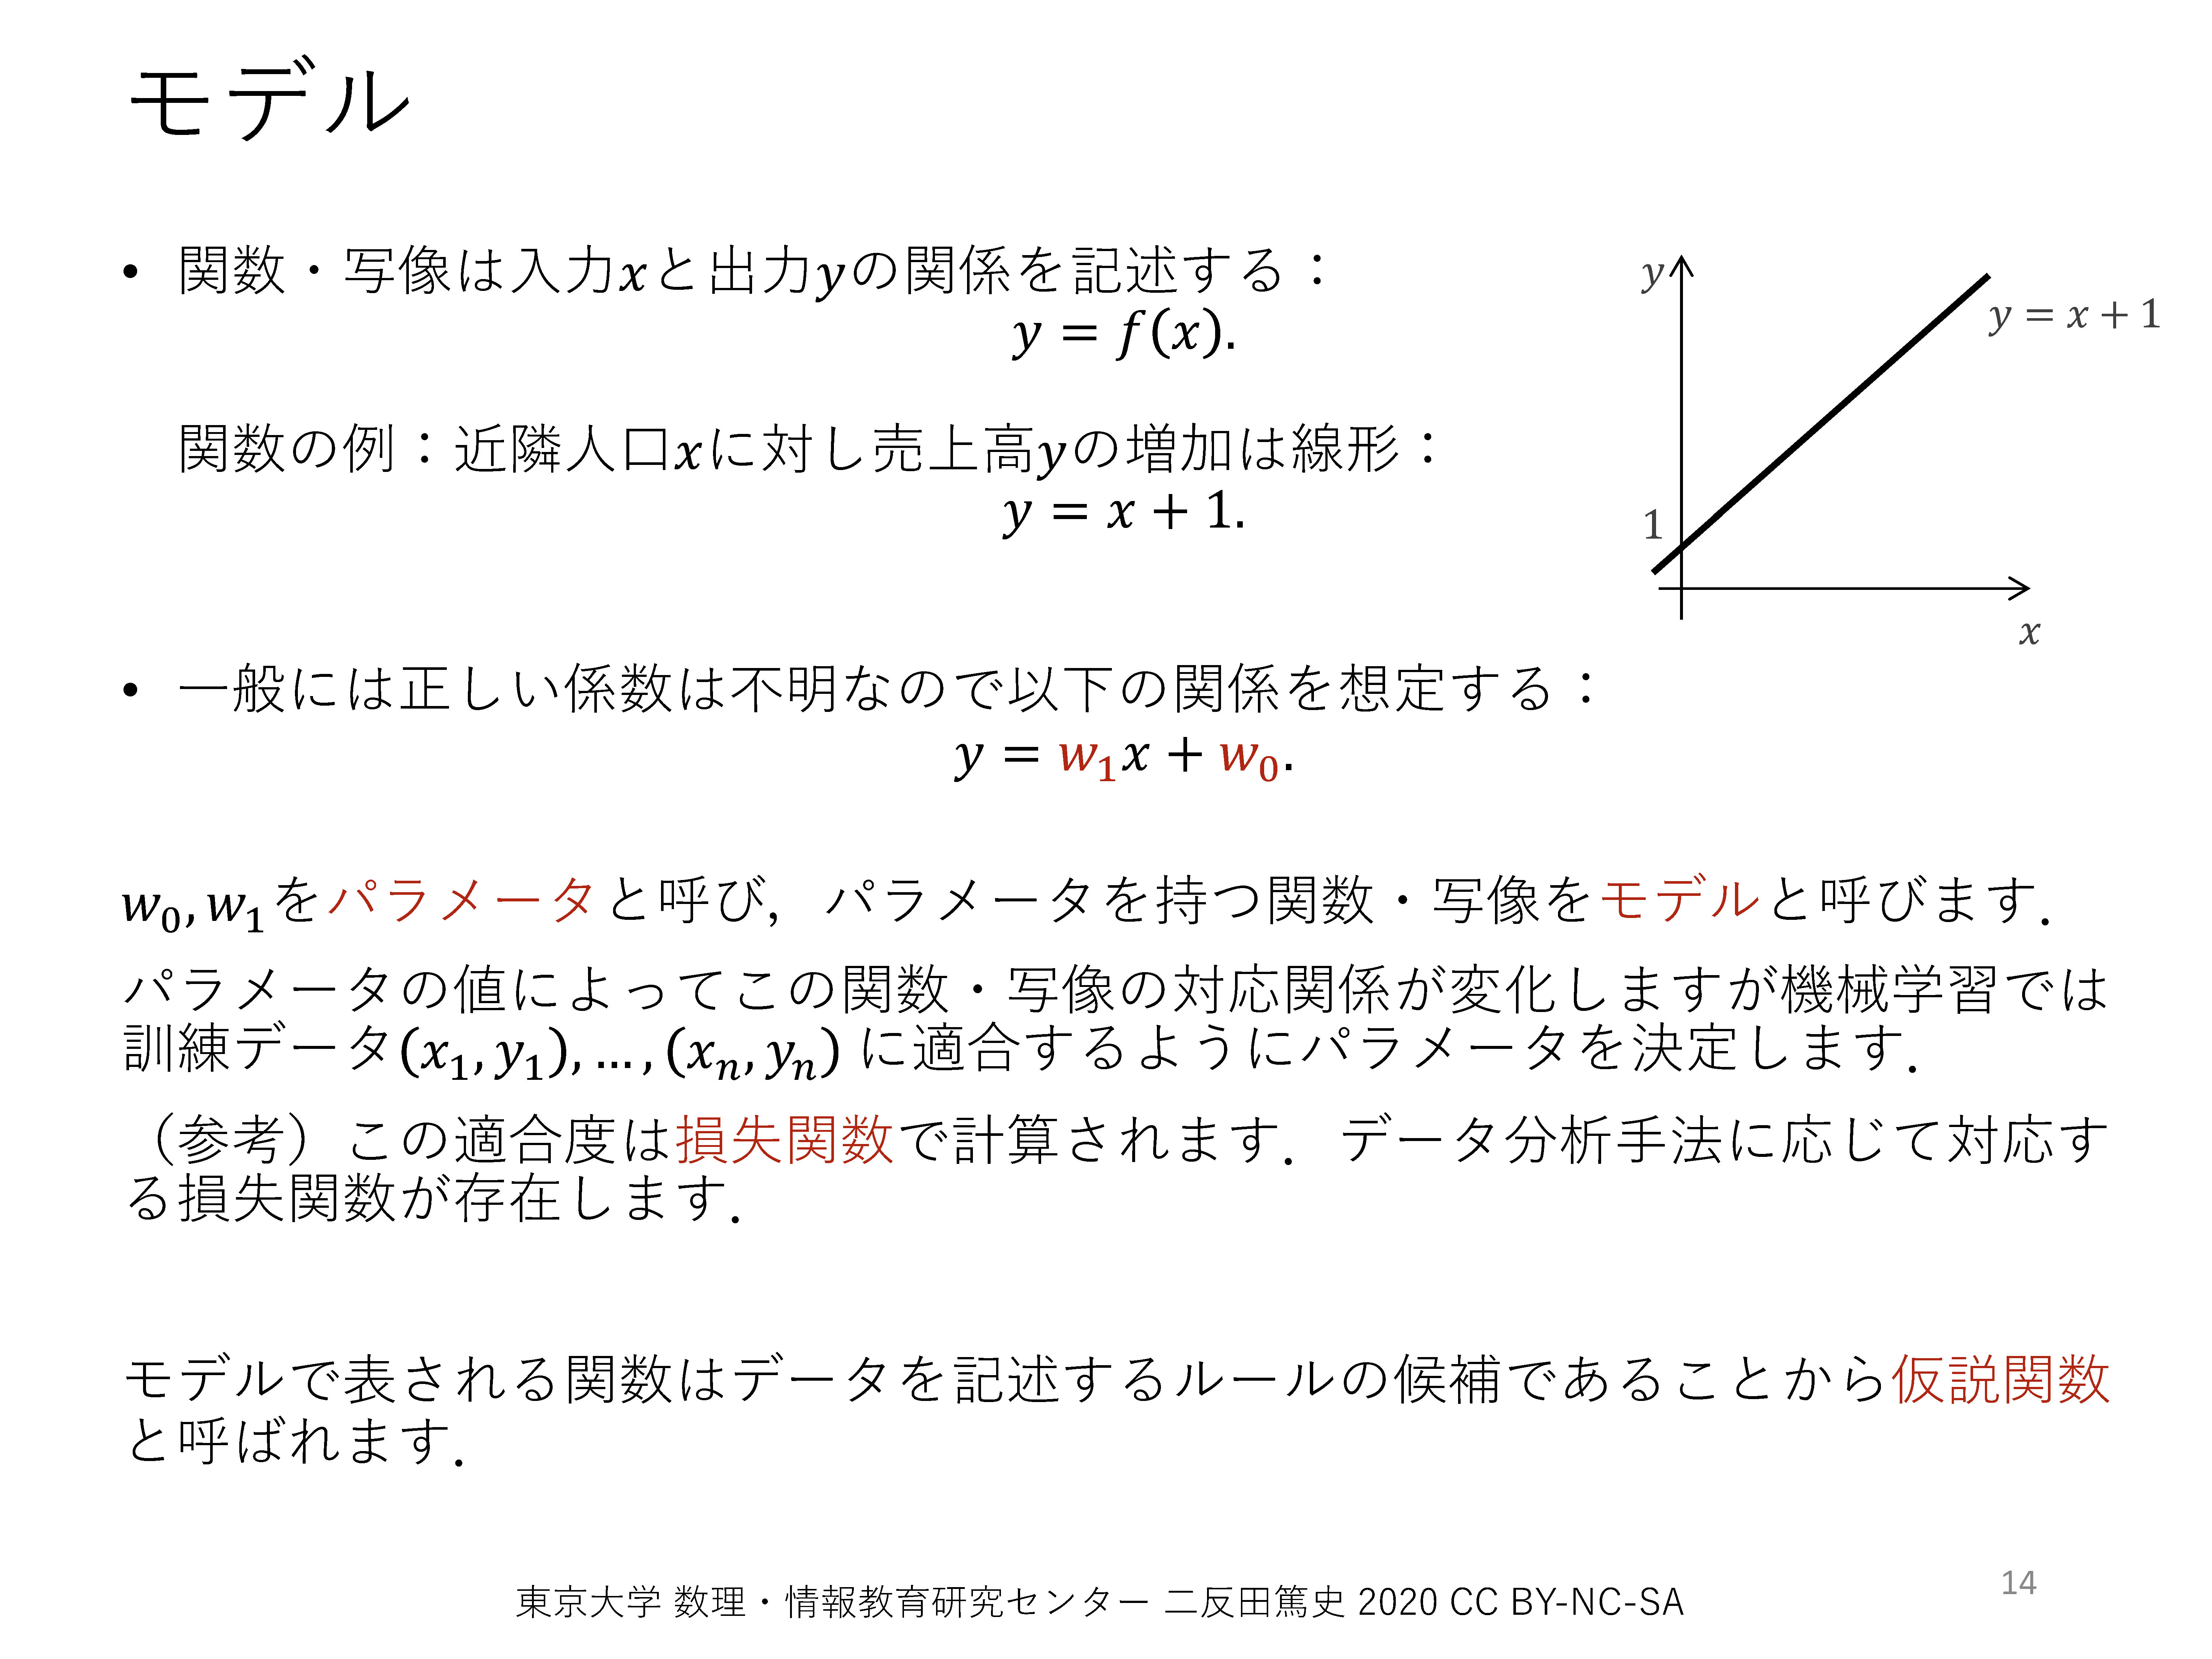 モデル
• 関数・写像は入力xと出力yの関係を記述する：
y = f(x).
関数の例：近隣人口xに対し売上高yの増加は線形：
y = x + 1.
y
y = x + 1
1
x
• 一般には正しい係数は不明なので以下の関係を想定する：
y = w₁x + w₀.
w₀, w₁をパラメータと呼び，パラメータを持つ関数・写像をモデルと呼びます．
パラメータの値によってこの関数・写像の対応関係が変化しますが機械学習では
訓練データ(x₁, y₁), … , (xₙ, yₙ) に適合するようにパラメータを決定します．
（参考）この適合度は損失関数で計算されます．データ分析手法に応じて対応す
る損失関数が存在します．
モデルで表される関数はデータを記述するルールの候補であることから仮説関数
と呼ばれます．
東京大学 数理・情報教育研究センター 二反田篤史 2020 CC BY-NC-SA
14